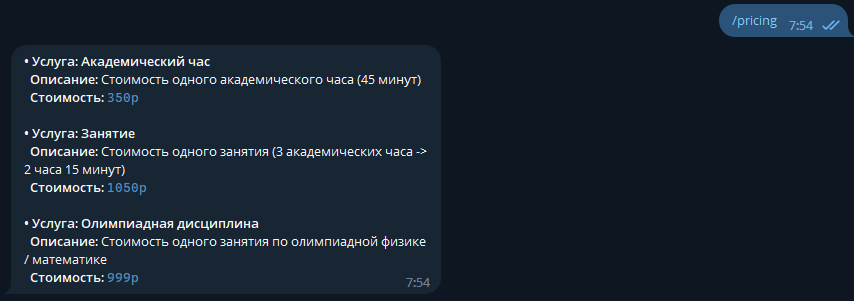 /pricing
7:54
• Услуга: Академический час
Описание: Стоимость одного академического часа (45 минут)
Стоимость: 350р
• Услуга: Занятие
Описание: Стоимость одного занятия (3 академических часа ->
2 часа 15 минут)
Стоимость: 1050р
• Услуга: Олимпиадная дисциплина
Описание: Стоимость одного занятия по олимпиадной физике
/ математике
Стоимость: 999р
7:54